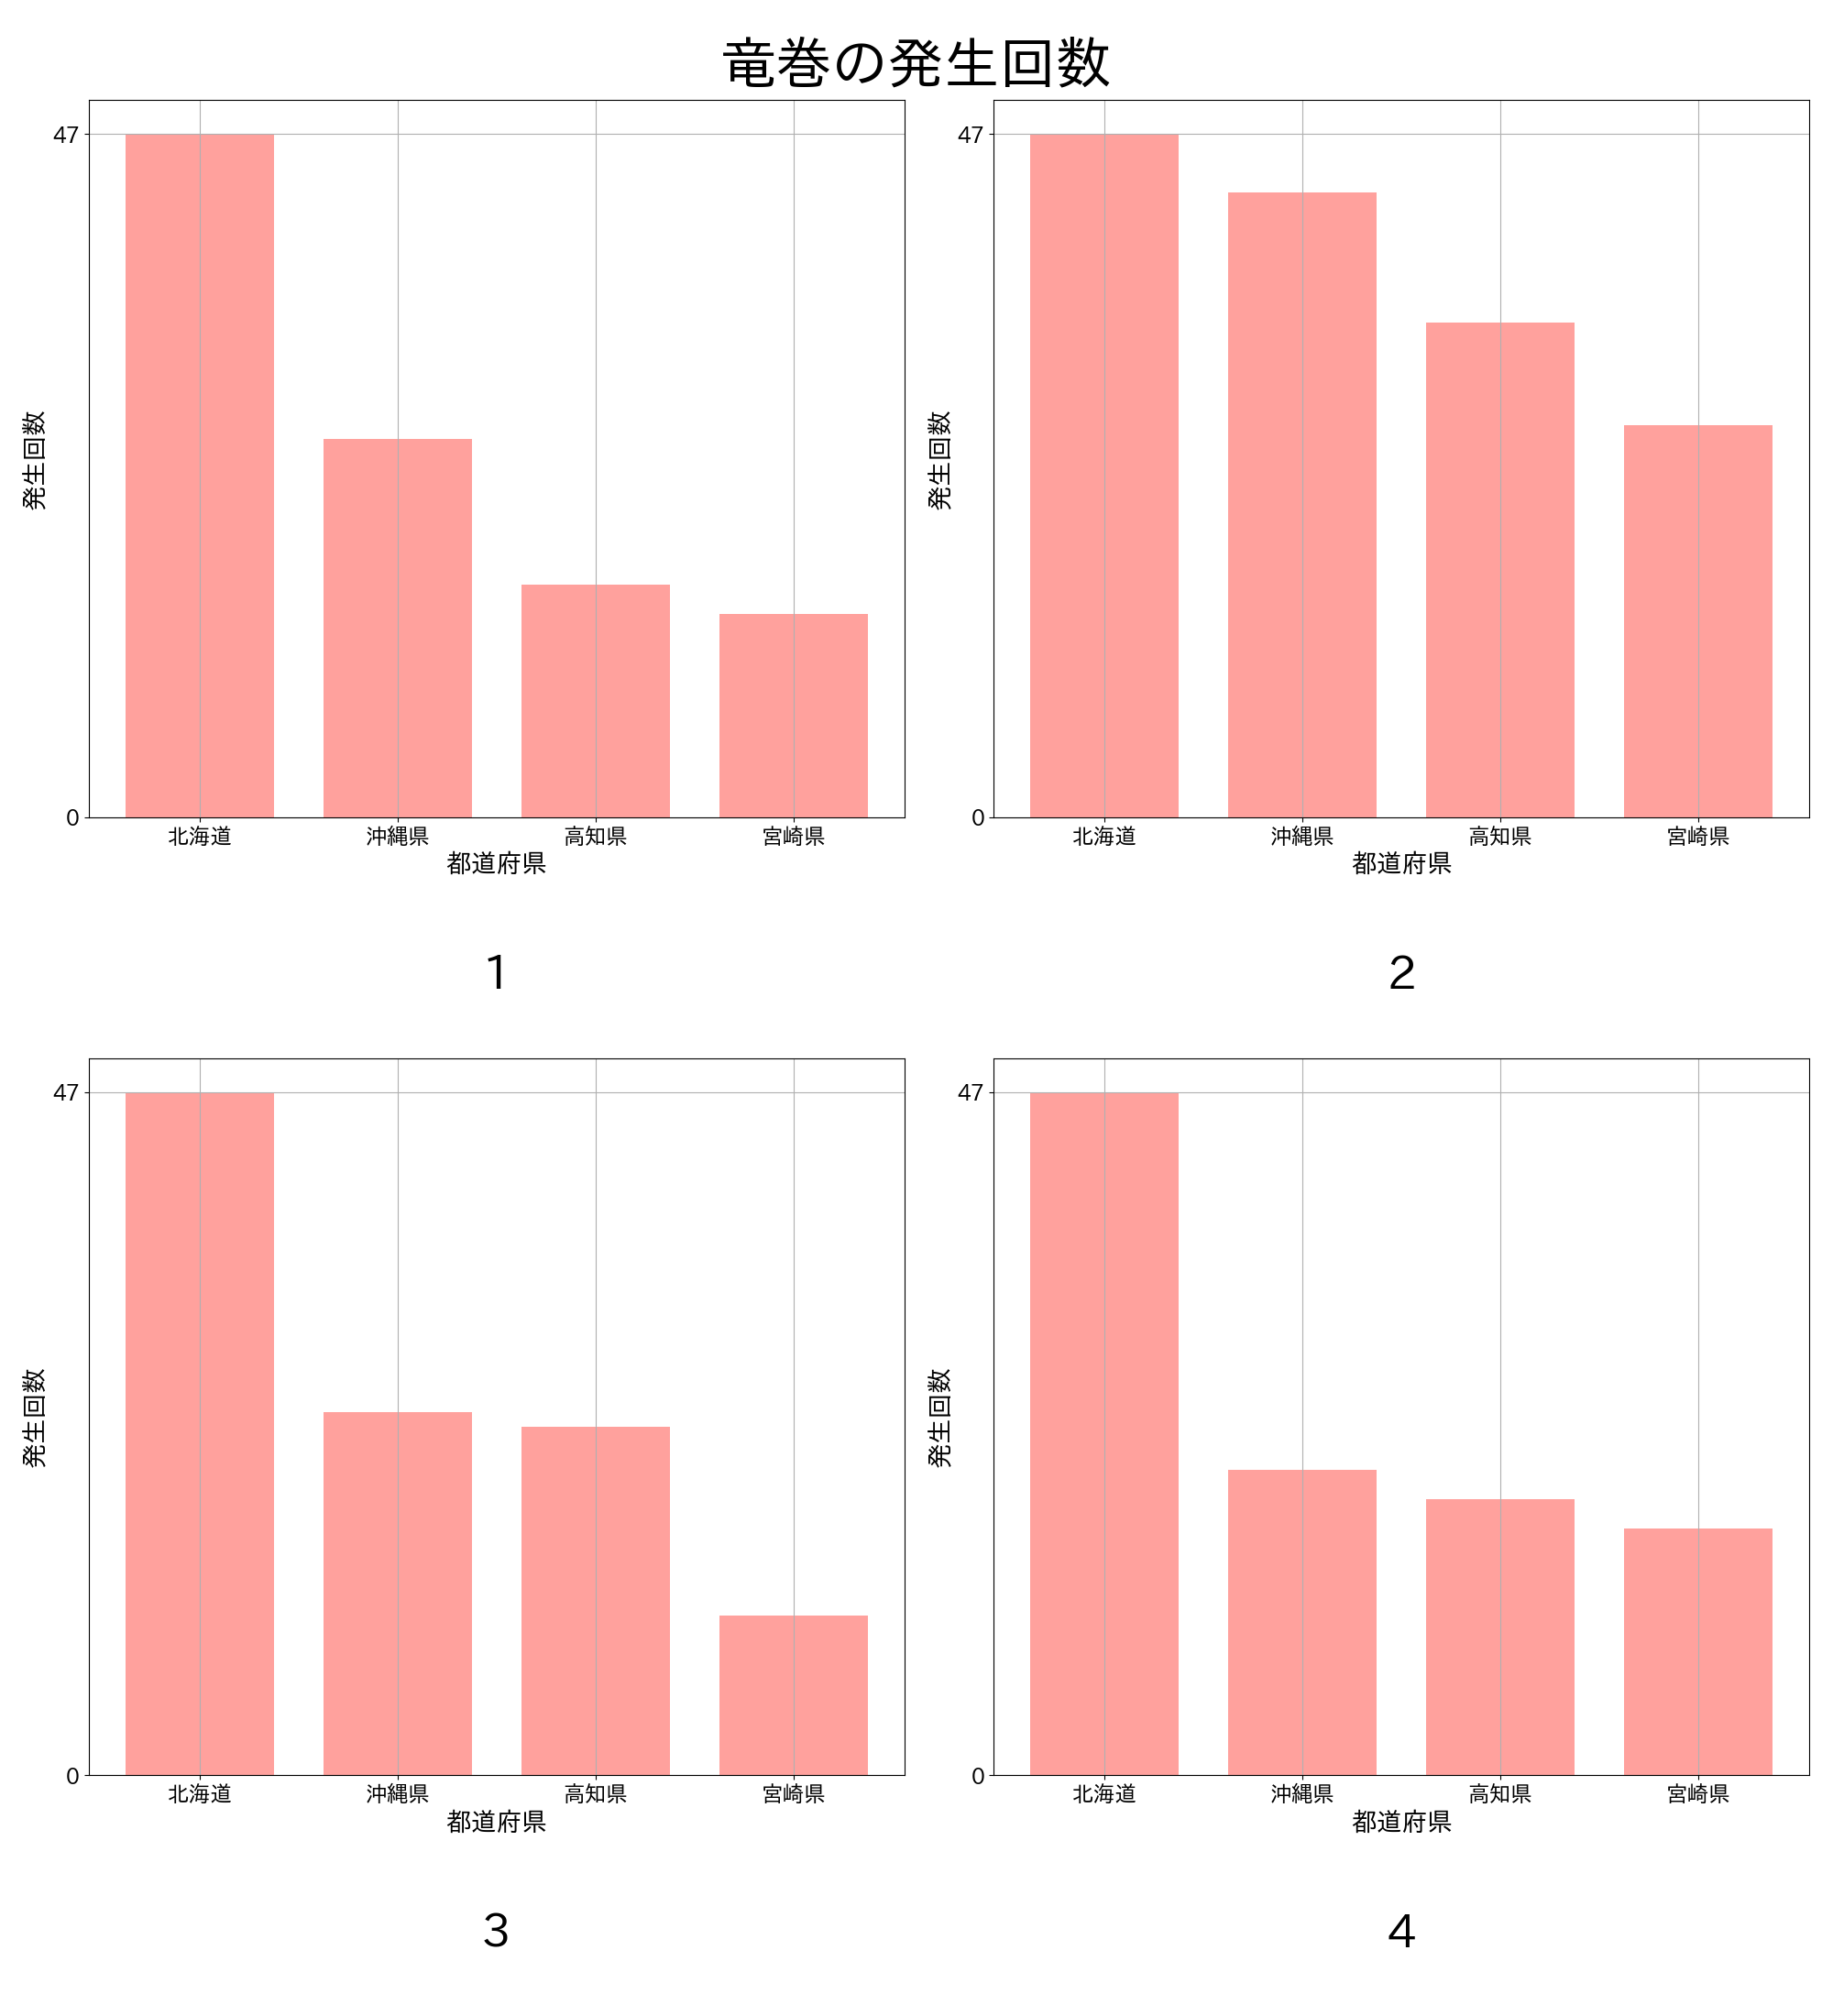 竜巻の発生回数
47
0
発生回数
北海道 沖縄県 高知県 宮崎県
都道府県
1
47
0
発生回数
北海道 沖縄県 高知県 宮崎県
都道府県
2
47
0
発生回数
北海道 沖縄県 高知県 宮崎県
都道府県
3
47
0
発生回数
北海道 沖縄県 高知県 宮崎県
都道府県
4